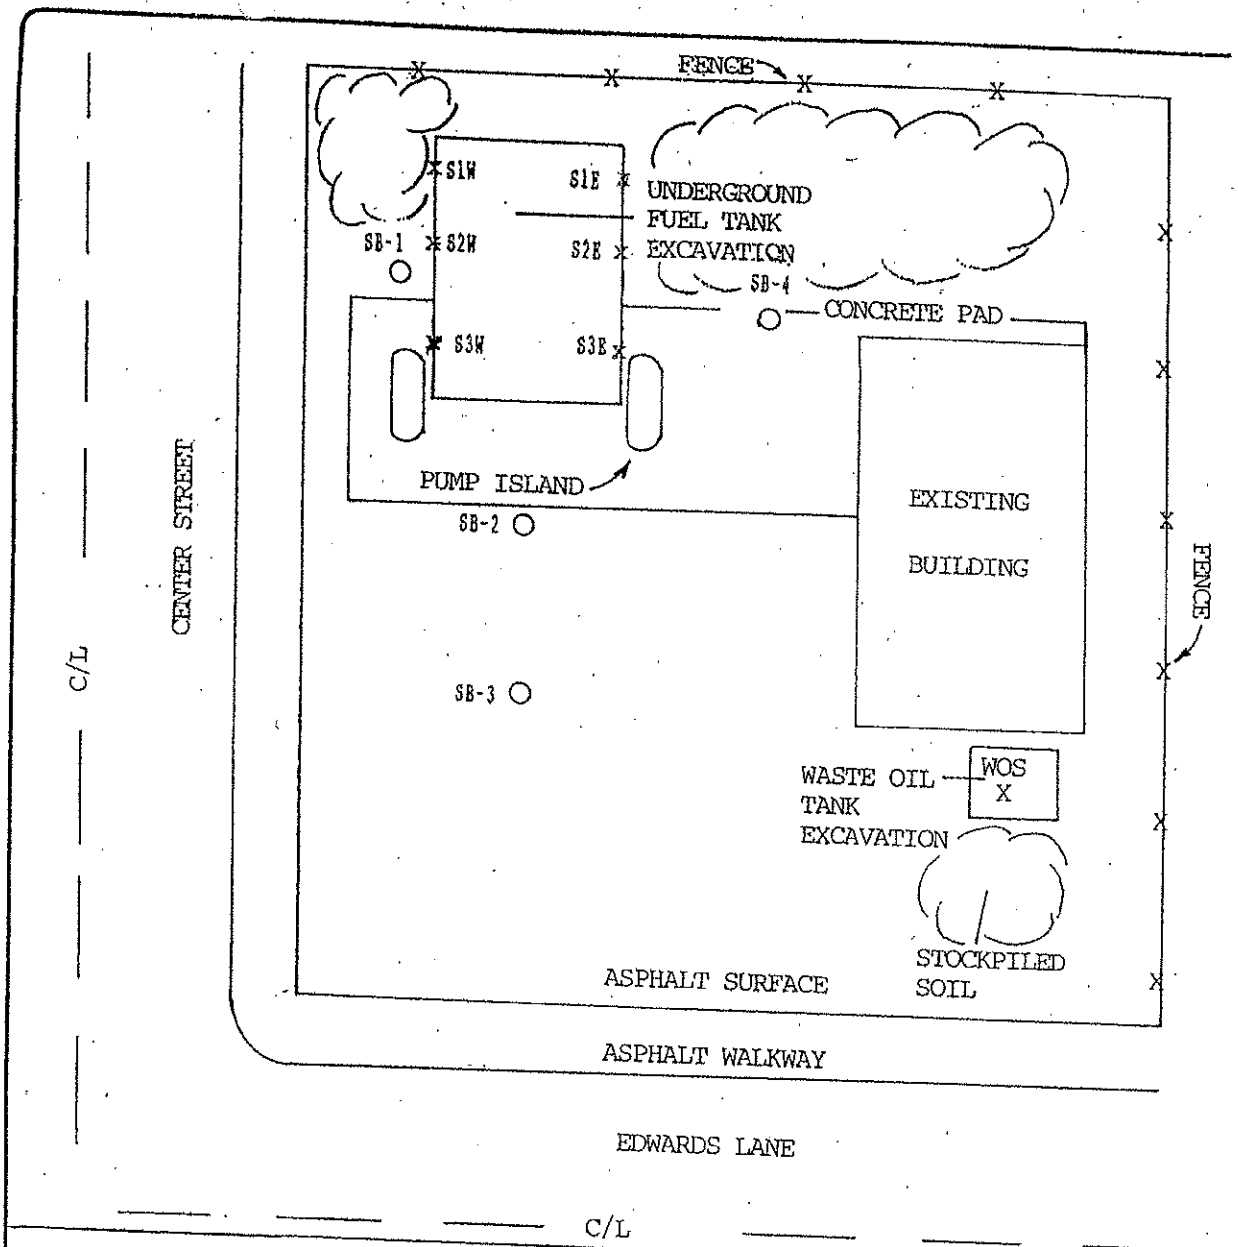 FENCE
X X X X
S1W
S1E
UNDERGROUND
FUEL TANK
EXCAVATION
SB-1
S2W
S2E
SB-4
X
CONCRETE PAD
S3W
S3E
X
CENTER STREET
PUMP ISLAND
SB-2
EXISTING
BUILDING
X
FENCE
C/L
SB-3
X
WASTE OIL
TANK
EXCAVATION
WOS
X
X
STOCKPILED
SOIL
X
ASPHALT SURFACE
ASPHALT WALKWAY
EDWARDS LANE
C/L